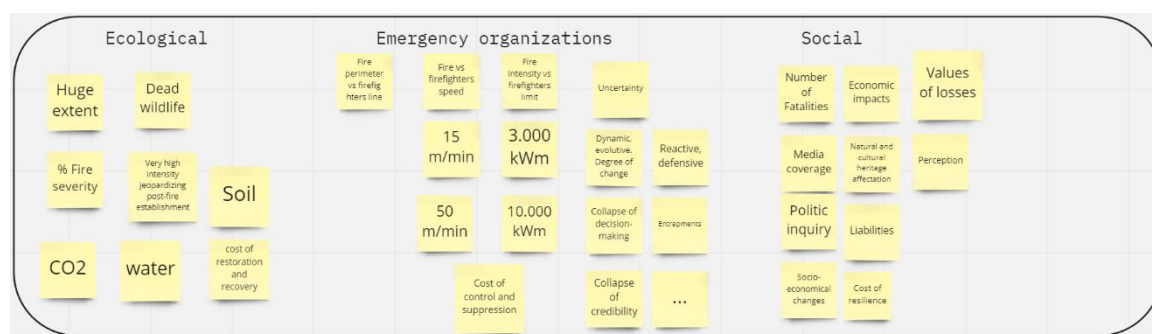 Ecological
Huge
extent
Dead
wildlife
% Fire
severity
Very high
intensity
jeopardizing
post-fire
establishment
Soil
CO2
water
cost of
restoration
and
recovery
Emergency organizations
Fire
perimeter
vs firefig
hters line
Fire vs
firefighters
speed
Fire
intensity vs
firefighters
limit
Uncertainty
15
m/min
3.000
kWm
Dynamic,
evolutive.
Degree of
change
Reactive,
defensive
50
m/min
10.000
kWm
Collapse of
decision-
making
Entrapments
Cost of
control and
suppression
Collapse
of
credibility
...
Social
Number
of
Fatalities
Economic
impacts
Values
of losses
Media
coverage
Natural and
cultural
heritage
affectation
Perception
Politic
inquiry
Liabilities
Socio-
economical
changes
Cost of
resilience